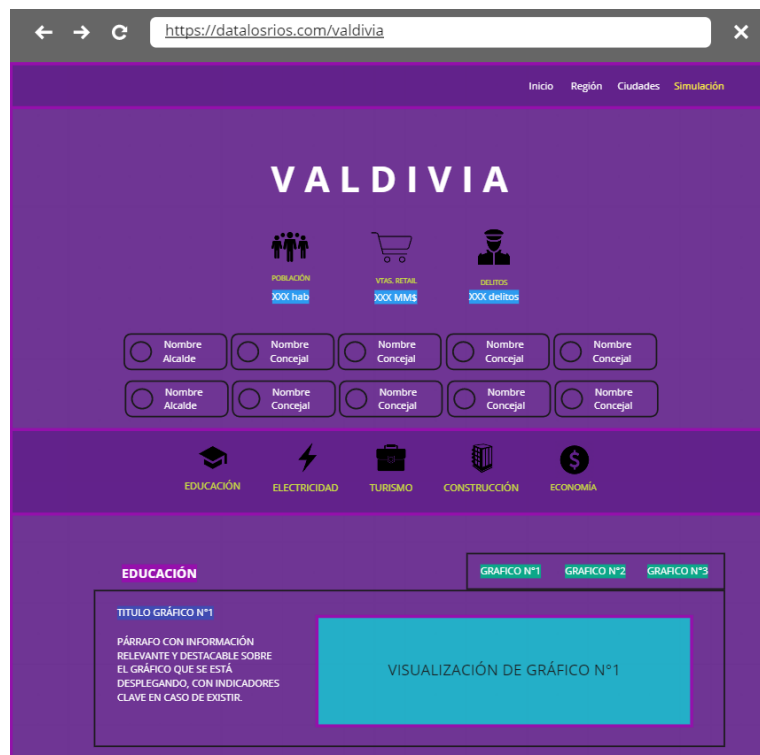 https://datalosrios.com/valdivia
Inicio Región Ciudades Simulación
VALDIVIA
POBLACIÓN VTAS. RETAIL DELITOS
XXX hab XXX MM$ XXX delitos
Nombre Nombre Nombre Nombre Nombre
Alcalde Concejal Concejal Concejal Concejal
Nombre Nombre Nombre Nombre Nombre
Alcalde Concejal Concejal Concejal Concejal
EDUCACIÓN ELECTRICIDAD TURISMO CONSTRUCCIÓN ECONOMÍA
EDUCACIÓN
GRAFICO N°1 GRAFICO N°2 GRAFICO N°3
TITULO GRÁFICO N°1
PÁRRAFO CON INFORMACIÓN
RELEVANTE Y DESTACABLE SOBRE
EL GRÁFICO QUE SE ESTÁ
DESPLEGANDO, CON INDICADORES
CLAVE EN CASO DE EXISTIR.
VISUALIZACIÓN DE GRÁFICO N°1